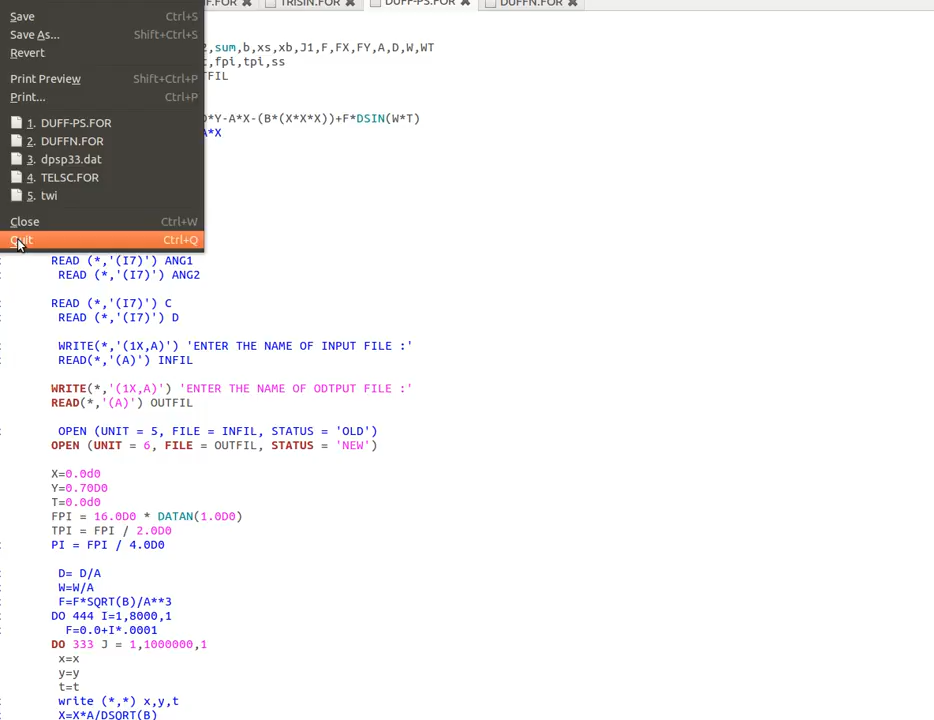 F.FOR ✖ TRISIN.FOR ✖ DUFF-PS.FOR ✖ DUFFN.FOR ✖
Save Ctrl+S
Save As... Shift+Ctrl+S
Revert
Print Preview Shift+Ctrl+P
Print... Ctrl+P
1. DUFF-PS.FOR
2. DUFFN.FOR
3. dpsp33.dat
4. TELSC.FOR
5. twi
Close Ctrl+W
Quit Ctrl+Q
2,sum,b,xs,xb,J1,F,FX,FY,A,D,W,WT
t,fpi,tpi,ss
TFIL
D*Y-A*X-(B*(X*X*X))+F*DSIN(W*T)
A*X
READ (*,'(I7)') ANG1
READ (*,'(I7)') ANG2
READ (*,'(I7)') C
READ (*,'(I7)') D
WRITE(*,'(1X,A)') 'ENTER THE NAME OF INPUT FILE :'
READ(*,'(A)') INFIL
WRITE(*,'(1X,A)') 'ENTER THE NAME OF ODTPUT FILE :'
READ(*,'(A)') OUTFIL
OPEN (UNIT = 5, FILE = INFIL, STATUS = 'OLD')
OPEN (UNIT = 6, FILE = OUTFIL, STATUS = 'NEW')
X=0.0d0
Y=0.70D0
T=0.0d0
FPI = 16.0D0 * DATAN(1.0D0)
TPI = FPI / 2.0D0
PI = FPI / 4.0D0
D= D/A
W=W/A
F=F*SQRT(B)/A**3
DO 444 I=1,8000,1
F=0.0+I*.0001
DO 333 J = 1,1000000,1
x=x
y=y
t=t
write (*,*) x,y,t
X=X*A/DSQRT(B)